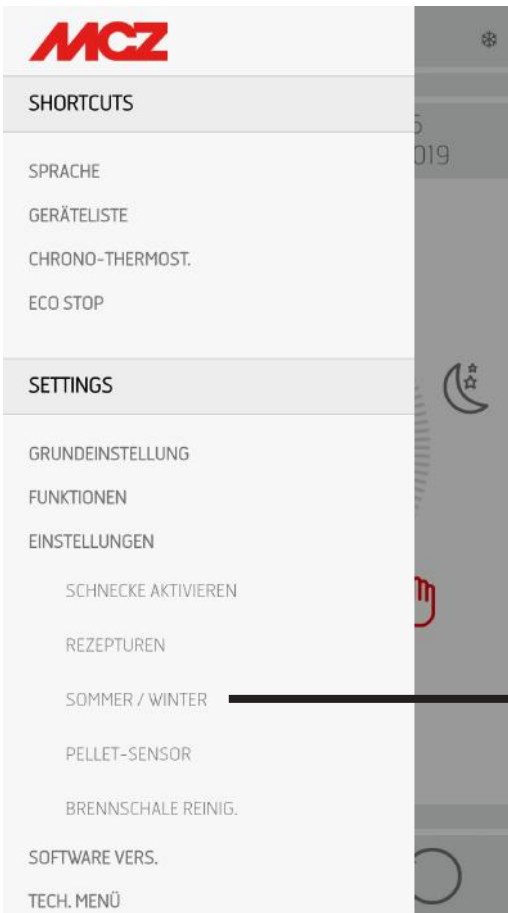 MCZ
SHORTCUTS
SPRACHE
GERÄTELISTE
CHRONO-THERMOST.
ECO STOP
SETTINGS
GRUNDEINSTELLUNG
FUNKTIONEN
EINSTELLUNGEN
SCHNECKE AKTIVIEREN
REZEPTUREN
SOMMER / WINTER
PELLET-SENSOR
BRENNSCHALE REINIG.
SOFTWARE VERS.
TECH. MENÜ
019